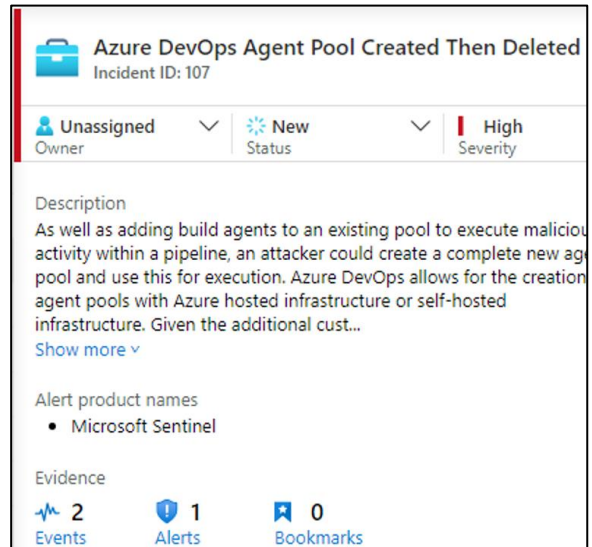 Azure DevOps Agent Pool Created Then Deleted
Incident ID: 107
Unassigned New High
Owner Status Severity
Description
As well as adding build agents to an existing pool to execute maliciou
activity within a pipeline, an attacker could create a complete new age
pool and use this for execution. Azure DevOps allows for the creation
agent pools with Azure hosted infrastructure or self-hosted
infrastructure. Given the additional cust...
Show more
Alert product names
• Microsoft Sentinel
Evidence
2 1 0
Events Alerts Bookmarks